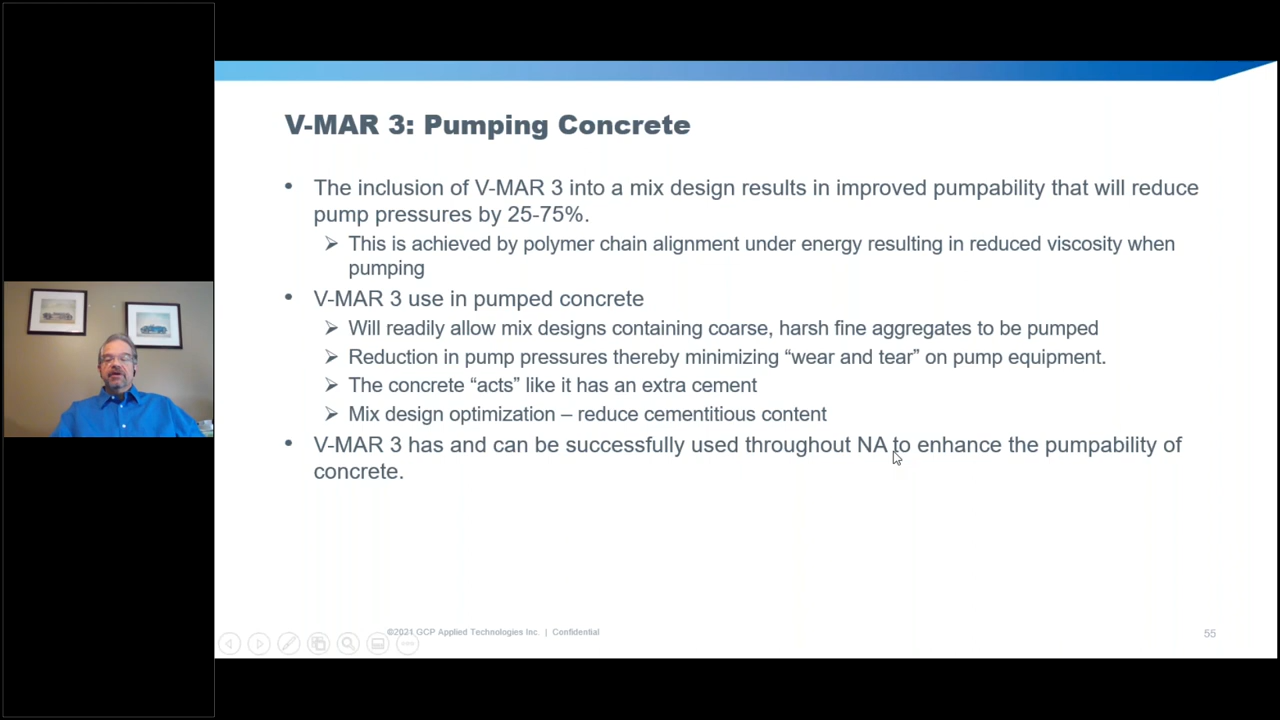 V-MAR 3: Pumping Concrete
• The inclusion of V-MAR 3 into a mix design results in improved pumpability that will reduce
pump pressures by 25-75%.
➢ This is achieved by polymer chain alignment under energy resulting in reduced viscosity when
pumping
• V-MAR 3 use in pumped concrete
➢ Will readily allow mix designs containing coarse, harsh fine aggregates to be pumped
➢ Reduction in pump pressures thereby minimizing “wear and tear” on pump equipment.
➢ The concrete “acts” like it has an extra cement
➢ Mix design optimization – reduce cementitious content
• V-MAR 3 has and can be successfully used throughout NA to enhance the pumpability of
concrete.
©2021 GCP Applied Technologies Inc. | Confidential
55